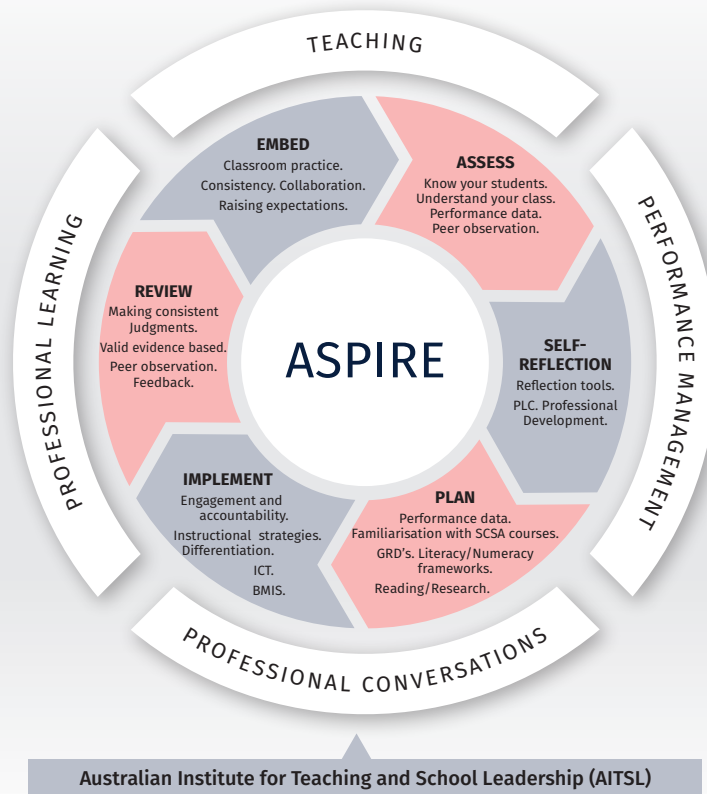 TEACHING
EMBED
Classroom practice.
Consistency. Collaboration.
Raising expectations.
ASSESS
Know your students.
Understand your class.
Performance data.
Peer observation.
PERFORMANCE MANAGEMENT
PROFESSIONAL LEARNING
REVIEW
Making consistent
Judgments.
Valid evidence based.
Peer observation.
Feedback.
ASPIRE
SELF-
REFLECTION
Reflection tools.
PLC. Professional
Development.
IMPLEMENT
Engagement and
accountability.
Instructional strategies.
Differentiation.
ICT.
BMIS.
PLAN
Performance data.
Familiarisation with SCSA courses.
GRD's. Literacy/Numeracy
frameworks.
Reading/Research.
PROFESSIONAL CONVERSATIONS
Australian Institute for Teaching and School Leadership (AITSL)